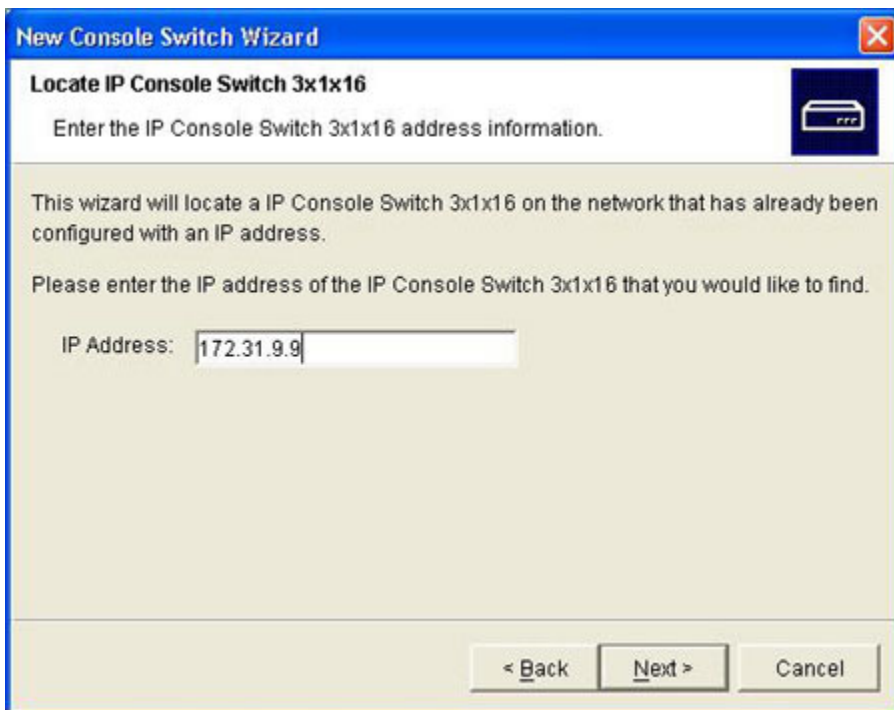 New Console Switch Wizard
Locate IP Console Switch 3x1x16
Enter the IP Console Switch 3x1x16 address information.
This wizard will locate a IP Console Switch 3x1x16 on the network that has already been
configured with an IP address.
Please enter the IP address of the IP Console Switch 3x1x16 that you would like to find.
IP Address: 172.31.9.9
< Back Next > Cancel